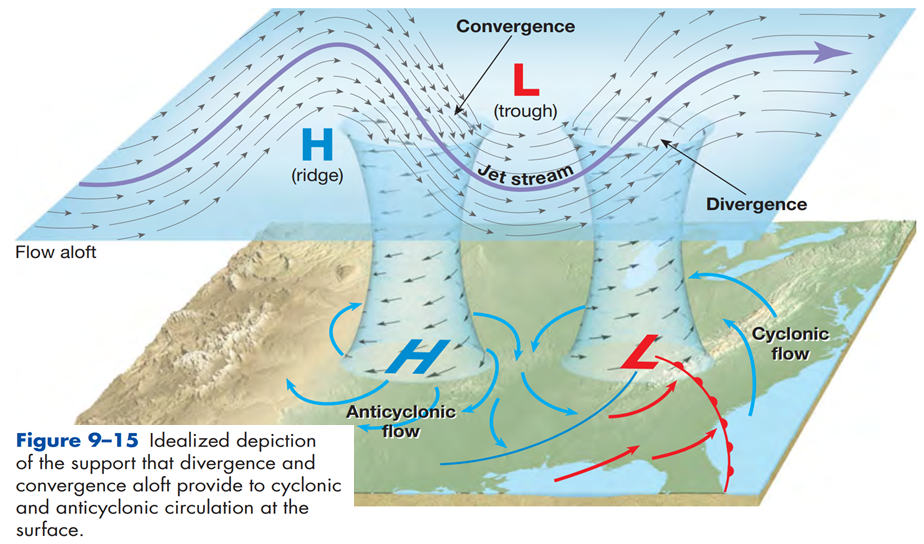 Convergence
L
(trough)
H
(ridge)
Jet stream
Divergence
Flow aloft
Cyclonic
flow
H
L
Anticyclonic
flow
Figure 9–15 Idealized depiction
of the support that divergence and
convergence aloft provide to cyclonic
and anticyclonic circulation at the
surface.